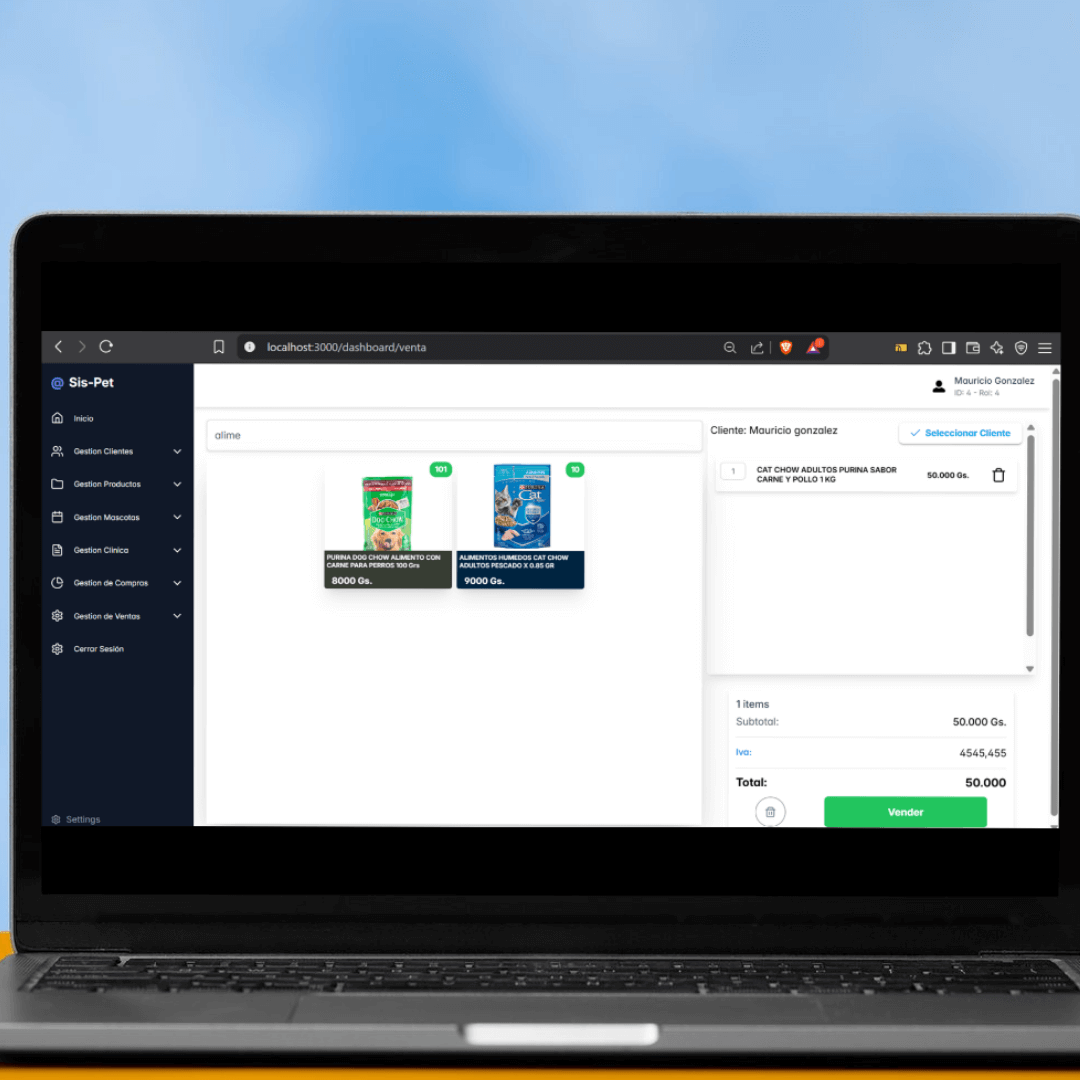 localhost:3000/dashboard/venta
@ Sis-Pet
Inicio
Gestion Clientes
Gestion Productos
Gestion Mascotas
Gestion Clinica
Gestion de Compras
Gestion de Ventas
Cerrar Sesión
Settings
Mauricio Gonzalez
ID: 4 - Rol: 4
alime
101
DOG CHOW
PURINA DOG CHOW ALIMENTO CON
CARNE PARA PERROS 100 Grs
8000 Gs.
10
Cat
ALIMENTOS HUMEDOS CAT CHOW
ADULTOS PESCADO X 0.85 GR
9000 Gs.
Cliente: Mauricio gonzalez
Seleccionar Cliente
1
CAT CHOW ADULTOS PURINA SABOR
CARNE Y POLLO 1 KG
50.000 Gs.
1 items
Subtotal: 50.000 Gs.
Iva: 4545,455
Total: 50.000
Vender